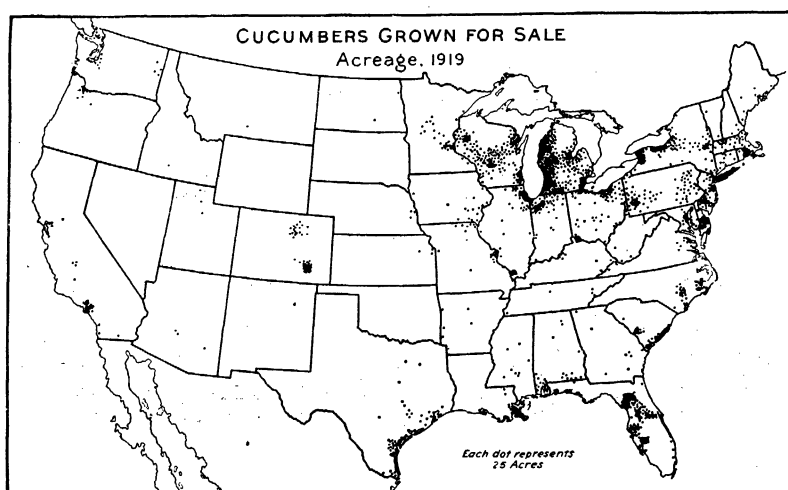 CUCUMBERS GROWN FOR SALE
Acreage, 1919
Each dot represents
25 Acres